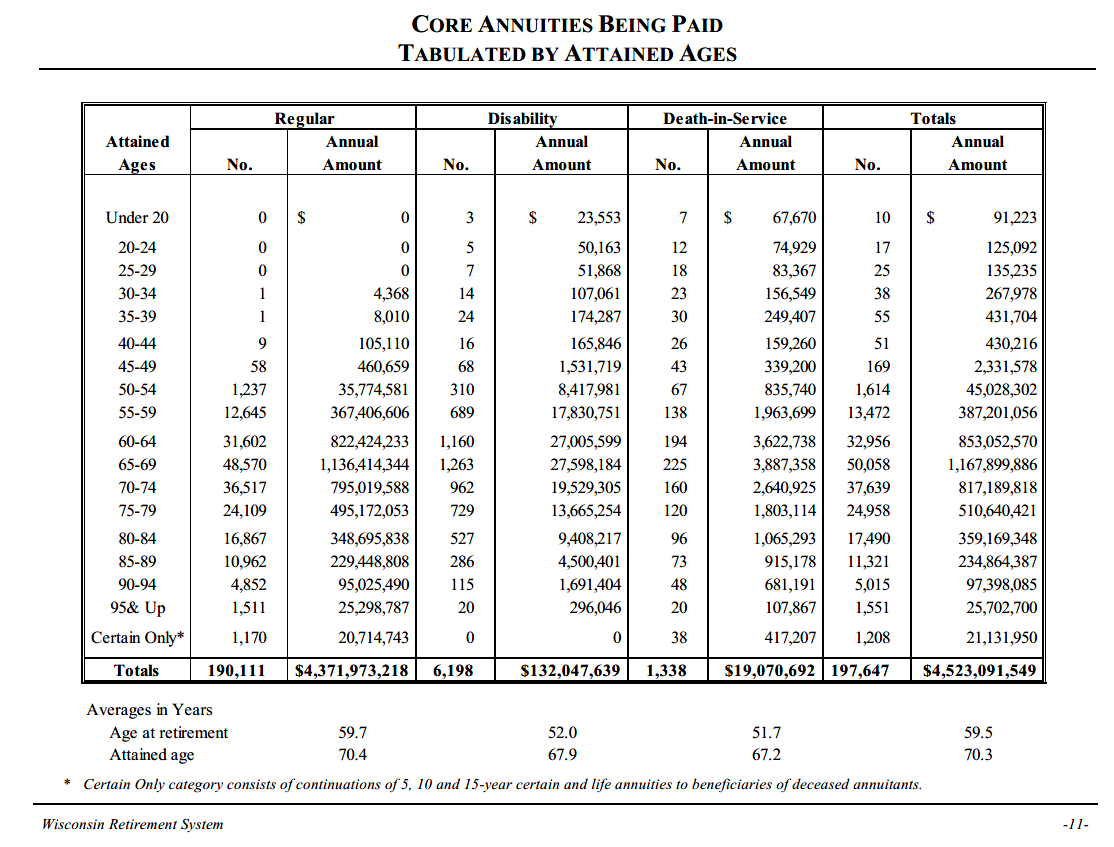 CORE ANNUITIES BEING PAID
TABULATED BY ATTAINED AGES
Regular Disability Death-in-Service Totals
Attained Annual Annual Annual Annual
Ages No. Amount No. Amount No. Amount No. Amount
Under 20 0 $ 0 3 $ 23,553 7 $ 67,670 10 $ 91,223
20-24 0 0 5 50,163 12 74,929 17 125,092
25-29 0 0 7 51,868 18 83,367 25 135,235
30-34 1 4,368 14 107,061 23 156,549 38 267,978
35-39 1 8,010 24 174,287 30 249,407 55 431,704
40-44 9 105,110 16 165,846 26 159,260 51 430,216
45-49 58 460,659 68 1,531,719 43 339,200 169 2,331,578
50-54 1,237 35,774,581 310 8,417,981 67 835,740 1,614 45,028,302
55-59 12,645 367,406,606 689 17,830,751 138 1,963,699 13,472 387,201,056
60-64 31,602 822,424,233 1,160 27,005,599 194 3,622,738 32,956 853,052,570
65-69 48,570 1,136,414,344 1,263 27,598,184 225 3,887,358 50,058 1,167,899,886
70-74 36,517 795,019,588 962 19,529,305 160 2,640,925 37,639 817,189,818
75-79 24,109 495,172,053 729 13,665,254 120 1,803,114 24,958 510,640,421
80-84 16,867 348,695,838 527 9,408,217 96 1,065,293 17,490 359,169,348
85-89 10,962 229,448,808 286 4,500,401 73 915,178 11,321 234,864,387
90-94 4,852 95,025,490 115 1,691,404 48 681,191 5,015 97,398,085
95& Up 1,511 25,298,787 20 296,046 20 107,867 1,551 25,702,700
Certain Only* 1,170 20,714,743 0 0 38 417,207 1,208 21,131,950
Totals 190,111 $4,371,973,218 6,198 $132,047,639 1,338 $19,070,692 197,647 $4,523,091,549
Averages in Years
Age at retirement 59.7 52.0 51.7 59.5
Attained age 70.4 67.9 67.2 70.3
* Certain Only category consists of continuations of 5, 10 and 15-year certain and life annuities to beneficiaries of deceased annuitants.
Wisconsin Retirement System -11-